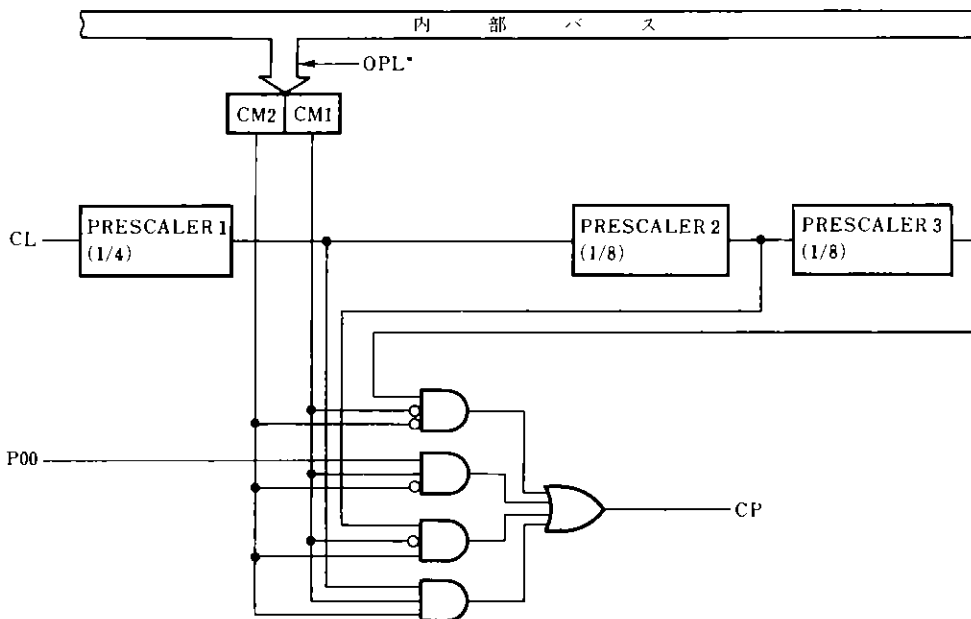 内部バス
OPL*
CM2 CM1
CL
PRESCALER 1
(1/4)
PRESCALER 2
(1/8)
PRESCALER 3
(1/8)
P00
CP